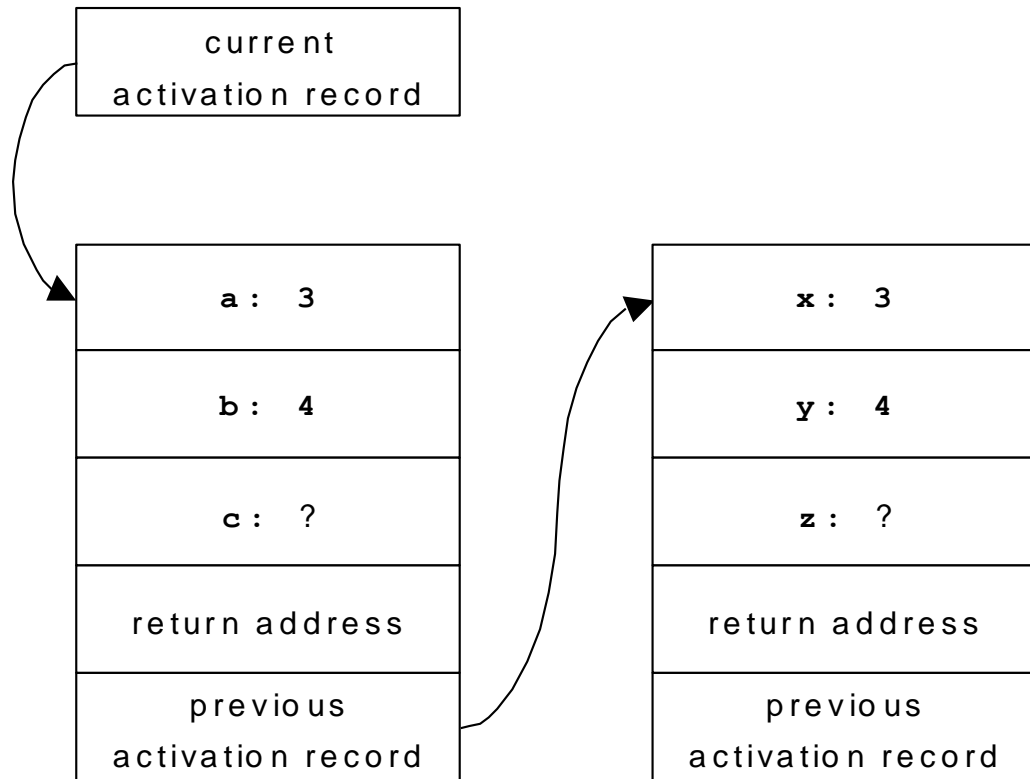 current
activation record
a: 3
b: 4
c: ?
return address
previous
activation record
x: 3
y: 4
z: ?
return address
previous
activation record